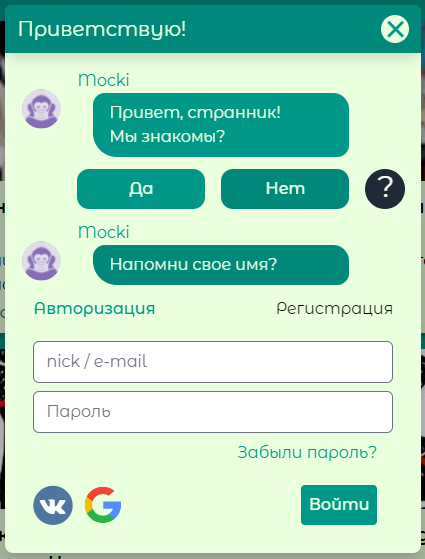 Приветствую!
Mocki
Привет, странник!
Мы знакомы?
Да
Нет
?
Mocki
Напомни свое имя?
Авторизация
Регистрация
nick / e-mail
Пароль
Забыли пароль?
Войти